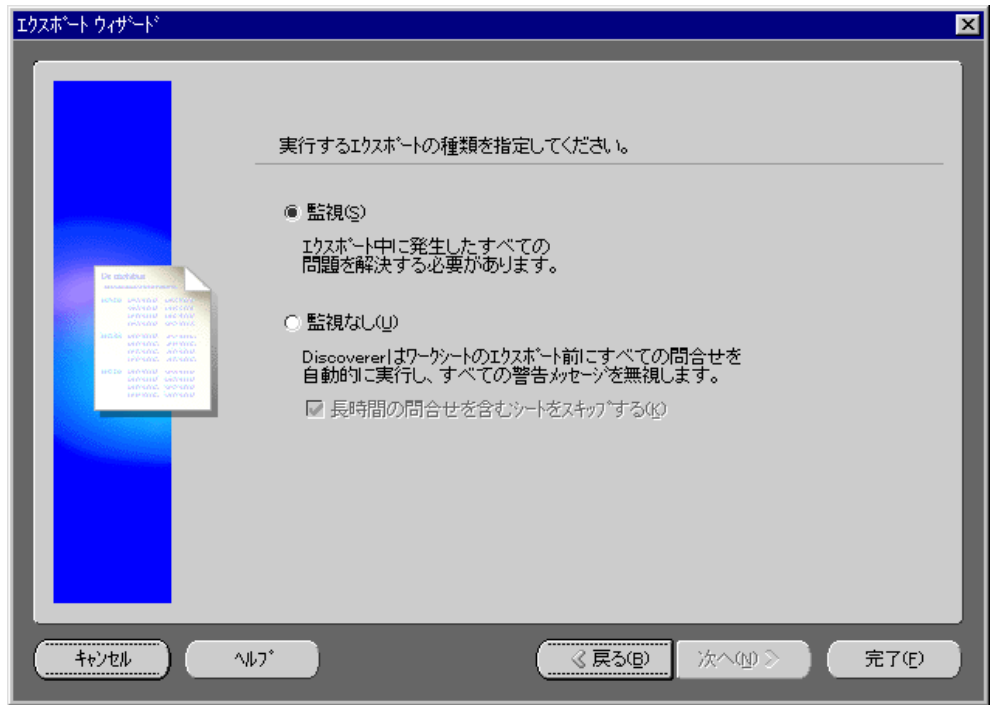 エクスポート ウィザード
実行するエクスポートの種類を指定してください。
監視(S)
エクスポート中に発生したすべての
問題を解決する必要があります。
監視なし(U)
Discovererはワークシートのエクスポート前にすべての問合せを
自動的に実行し、すべての警告メッセージを無視します。
長時間の問合せを含むシートをスキップする(K)
キャンセル
ヘルプ
戻る(B)
次へ(N)
完了(F)